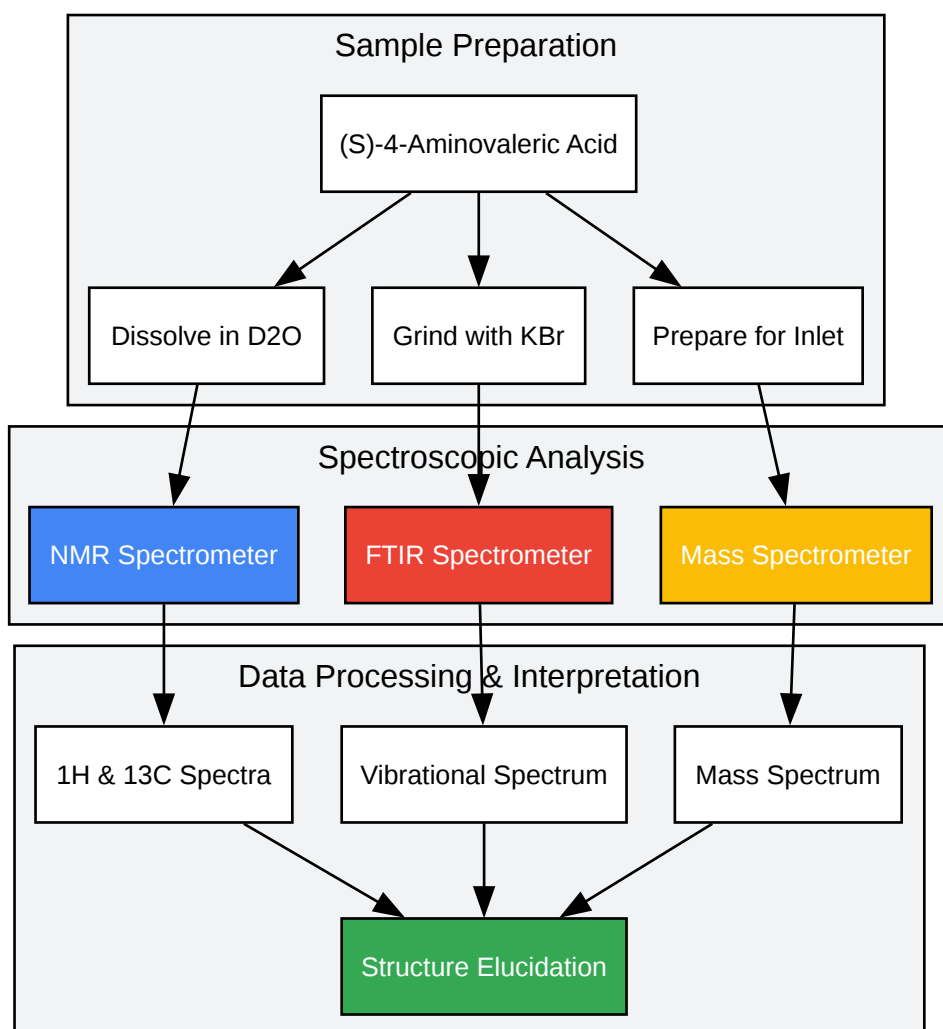 Sample Preparation
(S)-4-Aminovaleric Acid
Dissolve in D2O
Grind with KBr
Prepare for Inlet
Spectroscopic Analysis
NMR Spectrometer
FTIR Spectrometer
Mass Spectrometer
Data Processing & Interpretation
1H & 13C Spectra
Vibrational Spectrum
Mass Spectrum
Structure Elucidation